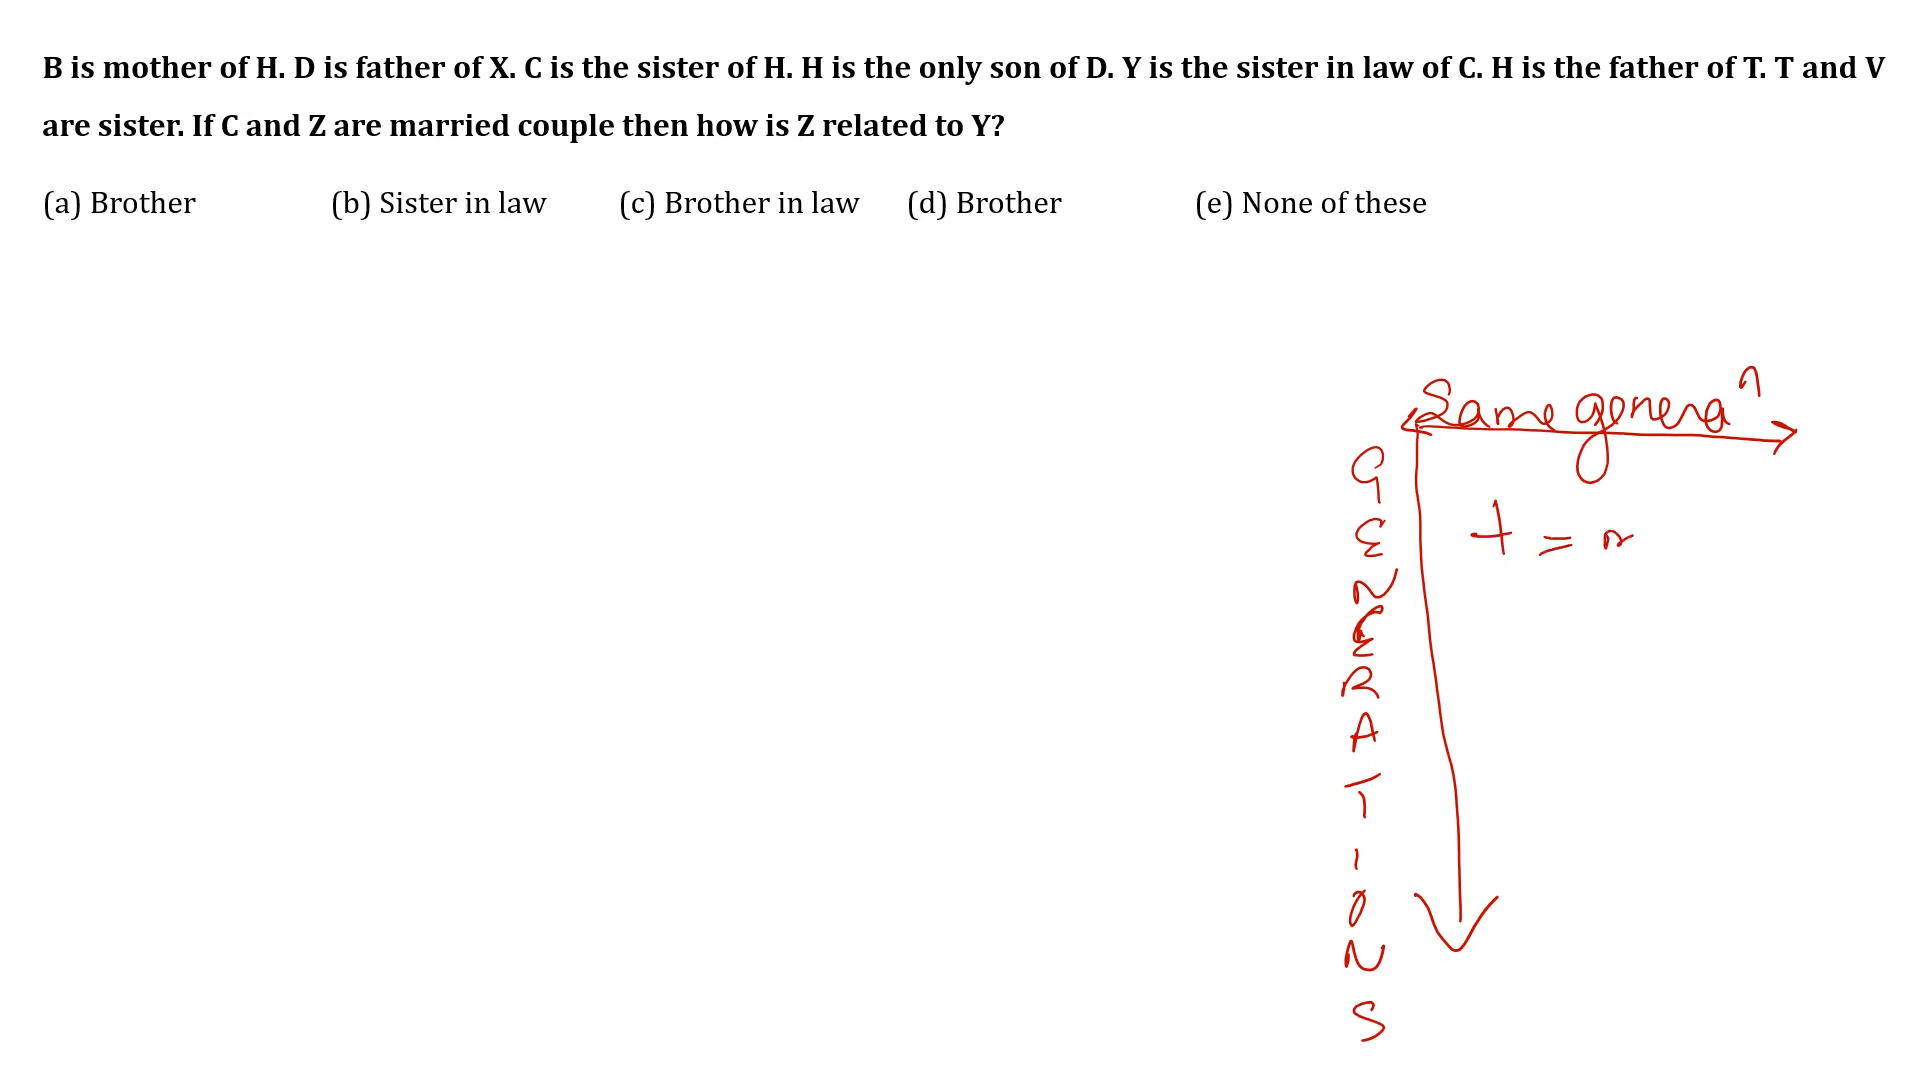 B is mother of H. D is father of X. C is the sister of H. H is the only son of D. Y is the sister in law of C. H is the father of T. T and V
are sister. If C and Z are married couple then how is Z related to Y?
(a) Brother (b) Sister in law (c) Brother in law (d) Brother (e) None of these
Same genera^n
GENERATIONS
+ =